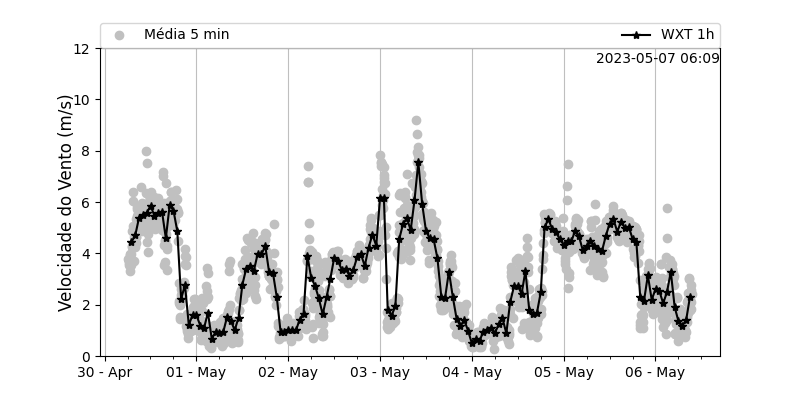 Média 5 min
WXT 1h
2023-05-07 06:09
Velocidade do Vento (m/s)
12
10
8
6
4
2
0
30 - Apr
01 - May
02 - May
03 - May
04 - May
05 - May
06 - May